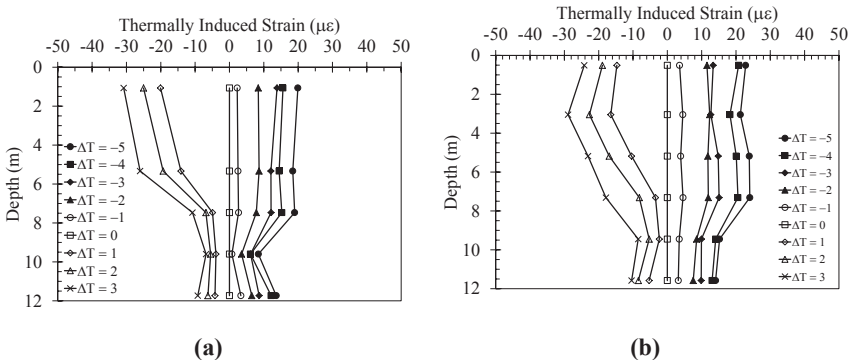 Thermally Induced Strain (με)
-50 -40 -30 -20 -10 0 10 20 30 40 50
Depth (m)
0
2
4
6
8
10
12
ΔT = −5
ΔT = −4
ΔT = −3
ΔT = −2
ΔT = −1
ΔT = 0
ΔT = 1
ΔT = 2
ΔT = 3
(a)
Thermally Induced Strain (με)
-50 -40 -30 -20 -10 0 10 20 30 40 50
Depth (m)
0
2
4
6
8
10
12
ΔT = −5
ΔT = −4
ΔT = −3
ΔT = −2
ΔT = −1
ΔT = 0
ΔT = 1
ΔT = 2
ΔT = 3
(b)